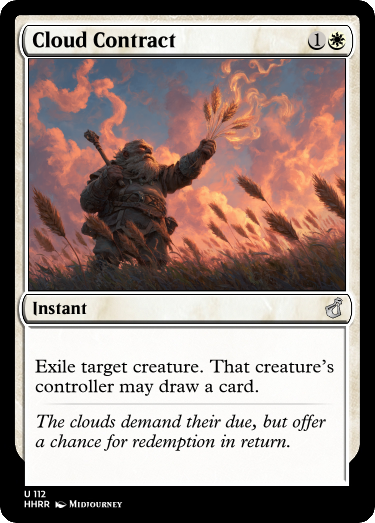 Cloud Contract 1
Instant
Exile target creature. That creature's
controller may draw a card.
The clouds demand their due, but offer
a chance for redemption in return.
U 112
HHRR Midjourney